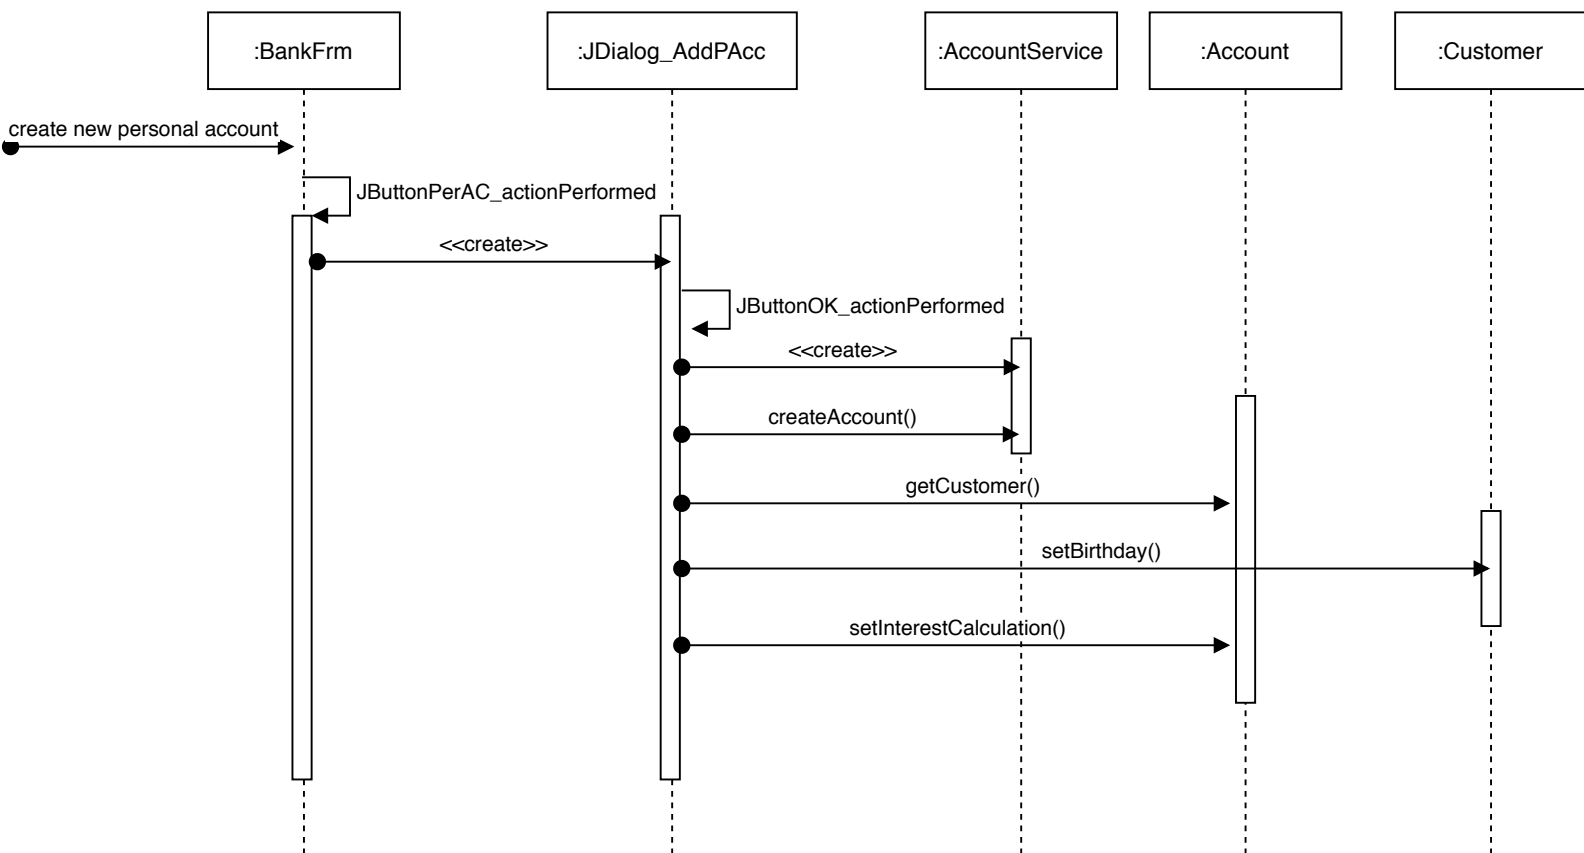 :BankFrm
:JDialog_AddPAcc
:AccountService
:Account
:Customer
create new personal account
JButtonPerAC_actionPerformed
<<create>>
JButtonOK_actionPerformed
<<create>>
createAccount()
getCustomer()
setBirthday()
setInterestCalculation()